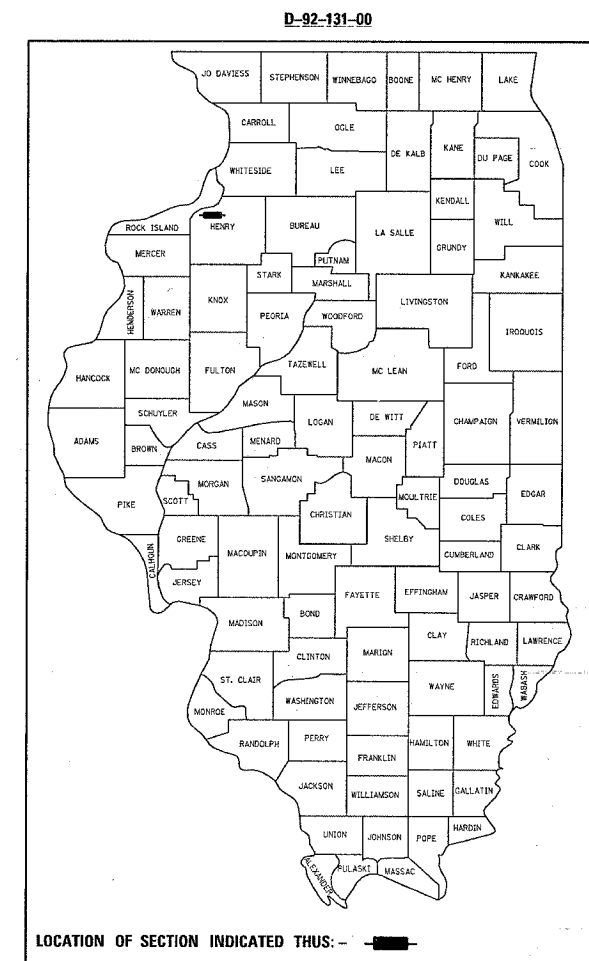 D-92-131-00
JO DAVIESS
STEPHENSON
WINNEBAGO
BOONE
MC HENRY
LAKE
CARROLL
OGLE
DE KALB
KANE
DU PAGE
COOK
WHITESIDE
LEE
KENDALL
WILL
ROCK ISLAND
HENRY
BUREAU
LA SALLE
GRUNDY
MERCER
PUTNAM
KANKAKEE
STARK
MARSHALL
HENDERSON
WARREN
KNOX
PEORIA
WOODFORD
LIVINGSTON
IROQUOIS
HANCOCK
MC DONOUGH
FULTON
TAZEWELL
MC LEAN
FORD
SCHUYLER
MASON
LOGAN
DE WITT
CHAMPAIGN
VERMILION
ADAMS
BROWN
CASS
MENARD
MACON
PIATT
PIKE
SCOTT
MORGAN
SANGAMON
CHRISTIAN
MOULTRIE
DOUGLAS
EDGAR
COLES
GREENE
MACOUPIN
MONTGOMERY
SHELBY
CUMBERLAND
CLARK
CALHOUN
JERSEY
FAYETTE
EFFINGHAM
JASPER
CRAWFORD
MADISON
BOND
CLAY
RICHLAND
LAWRENCE
CLINTON
MARION
ST. CLAIR
WAYNE
EDWARDS
WABASH
MONROE
WASHINGTON
JEFFERSON
RANDOLPH
PERRY
HAMILTON
WHITE
FRANKLIN
JACKSON
WILLIAMSON
SALINE
GALLATIN
UNION
JOHNSON
POPE
HARDIN
ALEXANDER
PULASKI
MASSAC
LOCATION OF SECTION INDICATED THUS: -